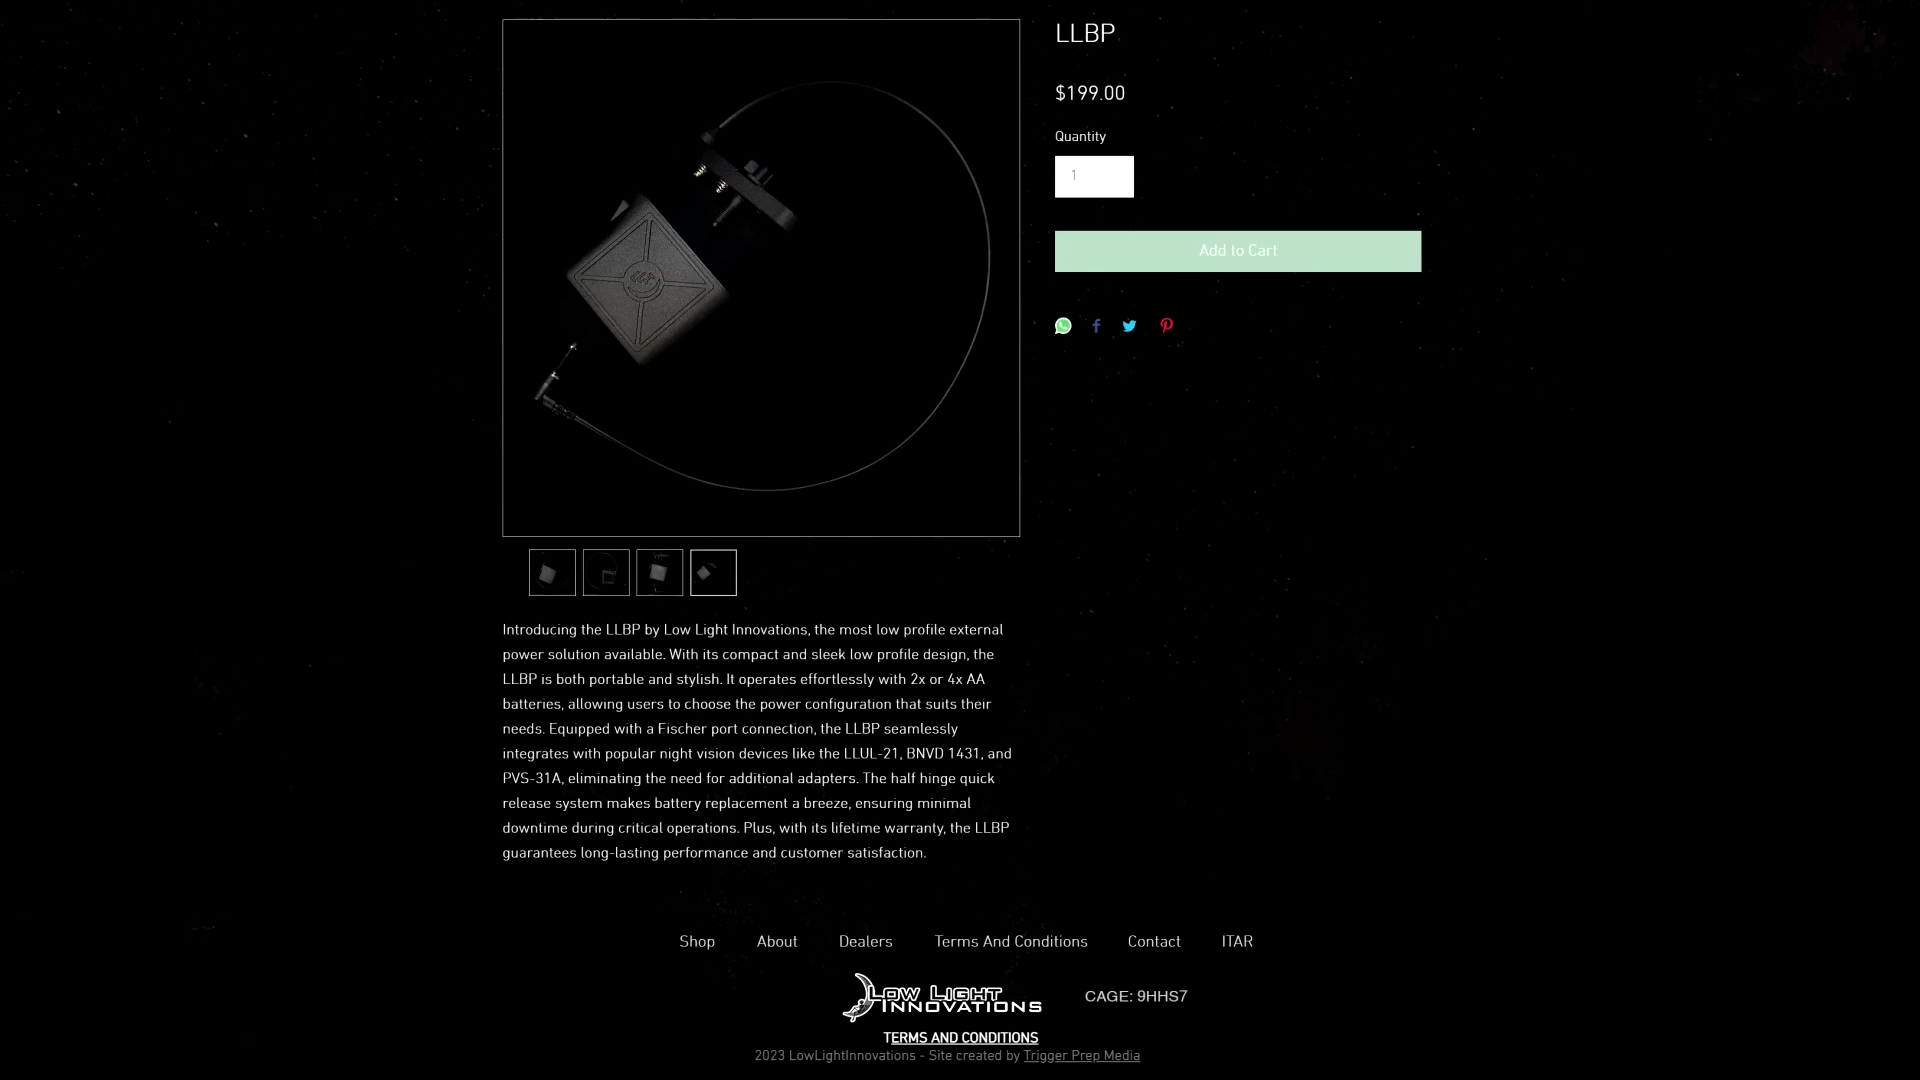 LLBP
$199.00
Quantity
1
Add to Cart
Introducing the LLBP by Low Light Innovations, the most low profile external
power solution available. With its compact and sleek low profile design, the
LLBP is both portable and stylish. It operates effortlessly with 2x or 4x AA
batteries, allowing users to choose the power configuration that suits their
needs. Equipped with a Fischer port connection, the LLBP seamlessly
integrates with popular night vision devices like the LLUL-21, BNVD 1431, and
PVS-31A, eliminating the need for additional adapters. The half hinge quick
release system makes battery replacement a breeze, ensuring minimal
downtime during critical operations. Plus, with its lifetime warranty, the LLBP
guarantees long-lasting performance and customer satisfaction.
Shop About Dealers Terms And Conditions Contact ITAR
LOW LIGHT
INNOVATIONS
CAGE: 9HHS7
TERMS AND CONDITIONS
2023 LowLightInnovations - Site created by Trigger Prep Media